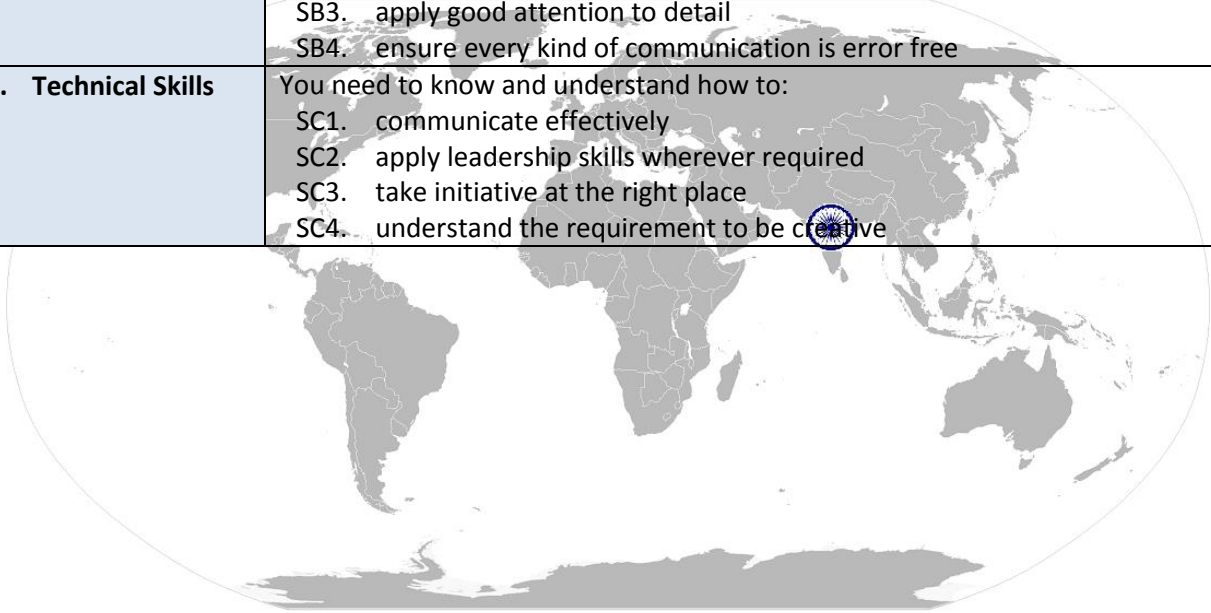 SB3. apply good attention to detail
SB4. ensure every kind of communication is error free
. Technical Skills
You need to know and understand how to:
SC1. communicate effectively
SC2. apply leadership skills wherever required
SC3. take initiative at the right place
SC4. understand the requirement to be creative